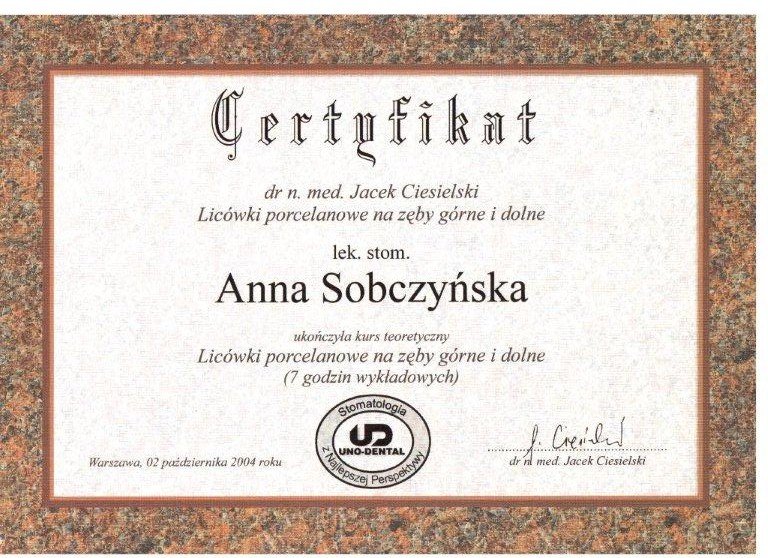 Certyfikat
dr n. med. Jacek Ciesielski
Licówki porcelanowe na zęby górne i dolne
lek. stom.
Anna Sobczyńska
ukończyła kurs teoretyczny
Licówki porcelanowe na zęby górne i dolne
(7 godzin wykładowych)
Stomatologia
UD
UNO-DENTAL
z Najlepszej Perspektywy
J. Ciesielski
Warszawa, 02 października 2004 roku
dr n. med. Jacek Ciesielski